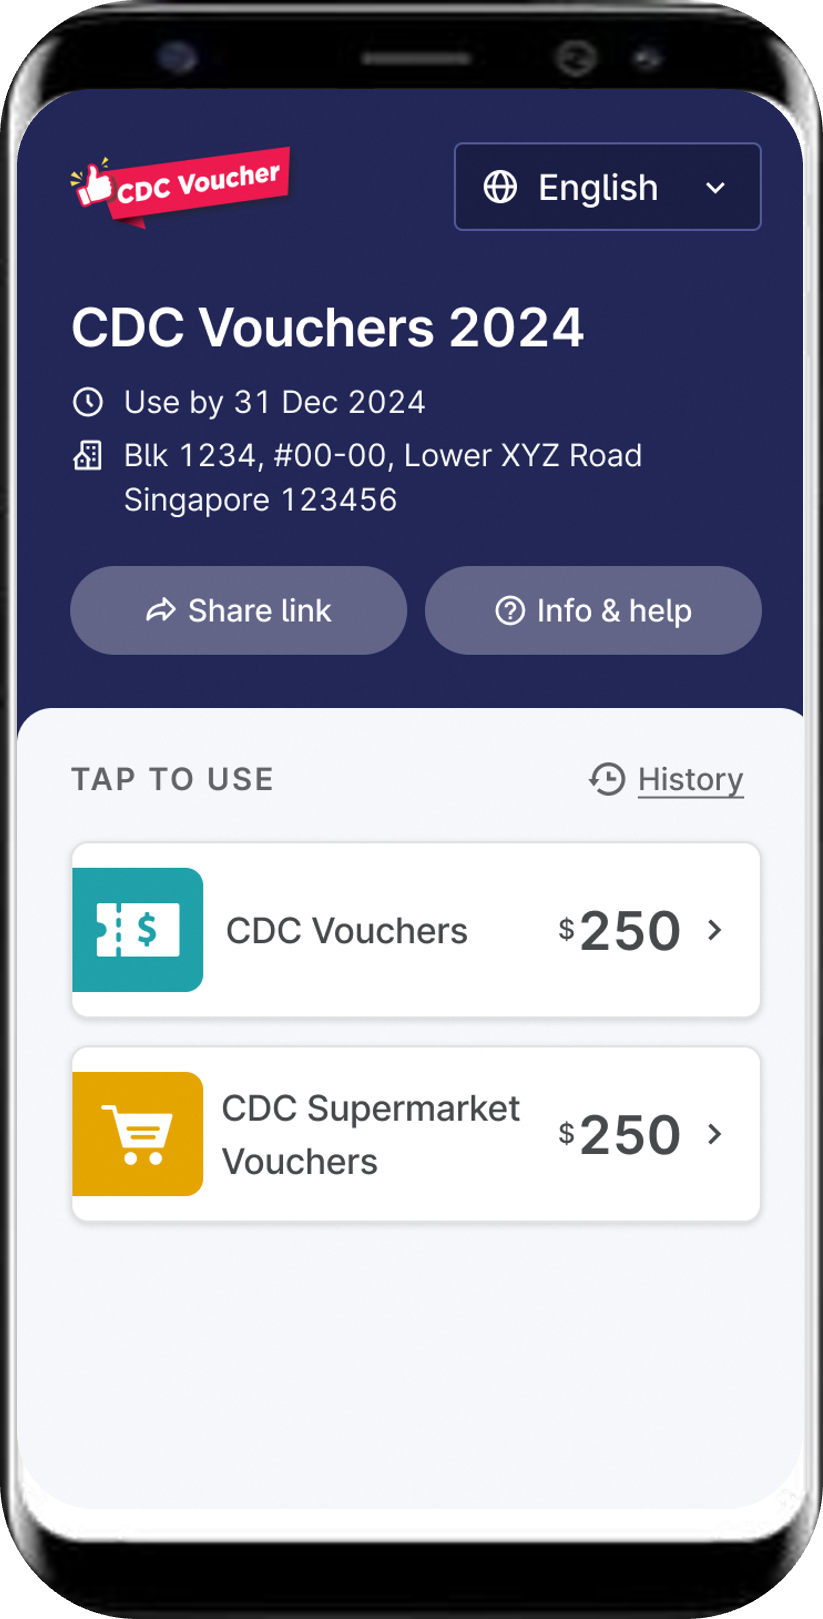 CDC Voucher
English
CDC Vouchers 2024
Use by 31 Dec 2024
Blk 1234, #00-00, Lower XYZ Road
Singapore 123456
Share link
Info & help
TAP TO USE
History
$
CDC Vouchers
$250
CDC Supermarket
Vouchers
$250